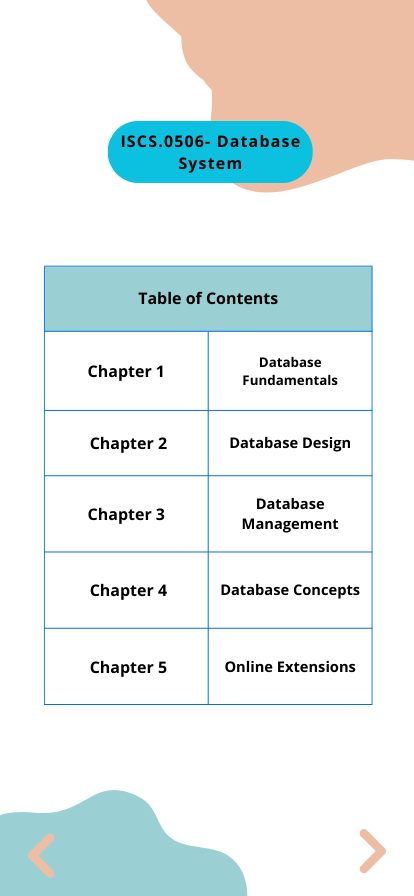 ISCS.0506- Database
System
Table of Contents
Chapter 1
Database
Fundamentals
Chapter 2
Database Design
Chapter 3
Database
Management
Chapter 4
Database Concepts
Chapter 5
Online Extensions